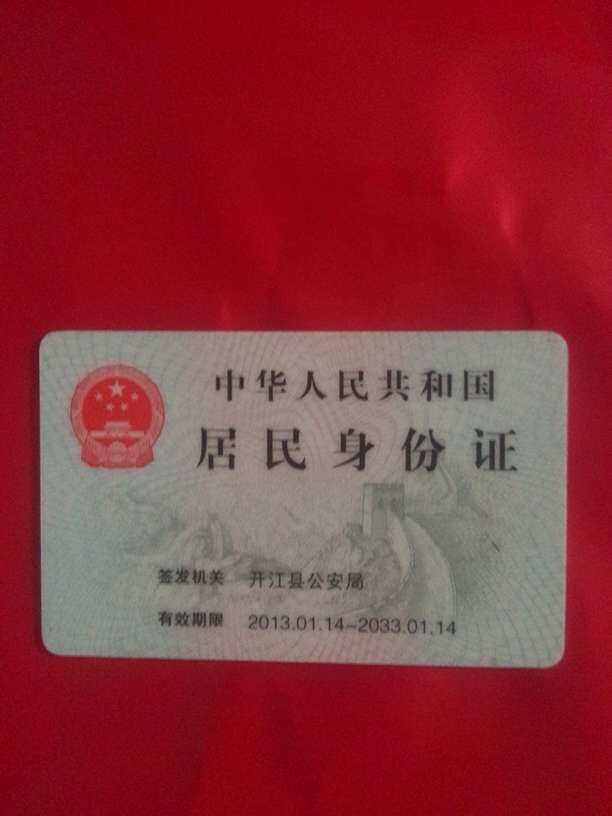 中华人民共和国
居民身份证
签发机关 开江县公安局
有效期限 2013.01.14-2033.01.14